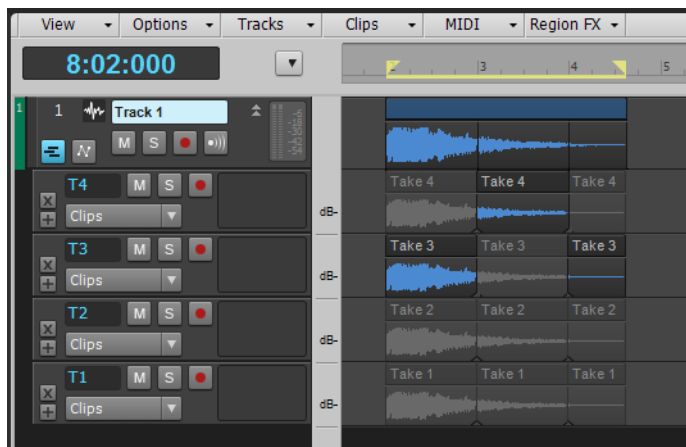 View Options Tracks Clips MIDI Region FX
8:02:000
2 3 4 5
1 1 Track 1
M S
T4 M S Take 4 Take 4 Take 4
Clips dB-
T3 M S Take 3 Take 3 Take 3
Clips dB-
T2 M S Take 2 Take 2 Take 2
Clips dB-
T1 M S Take 1 Take 1 Take 1
Clips dB-